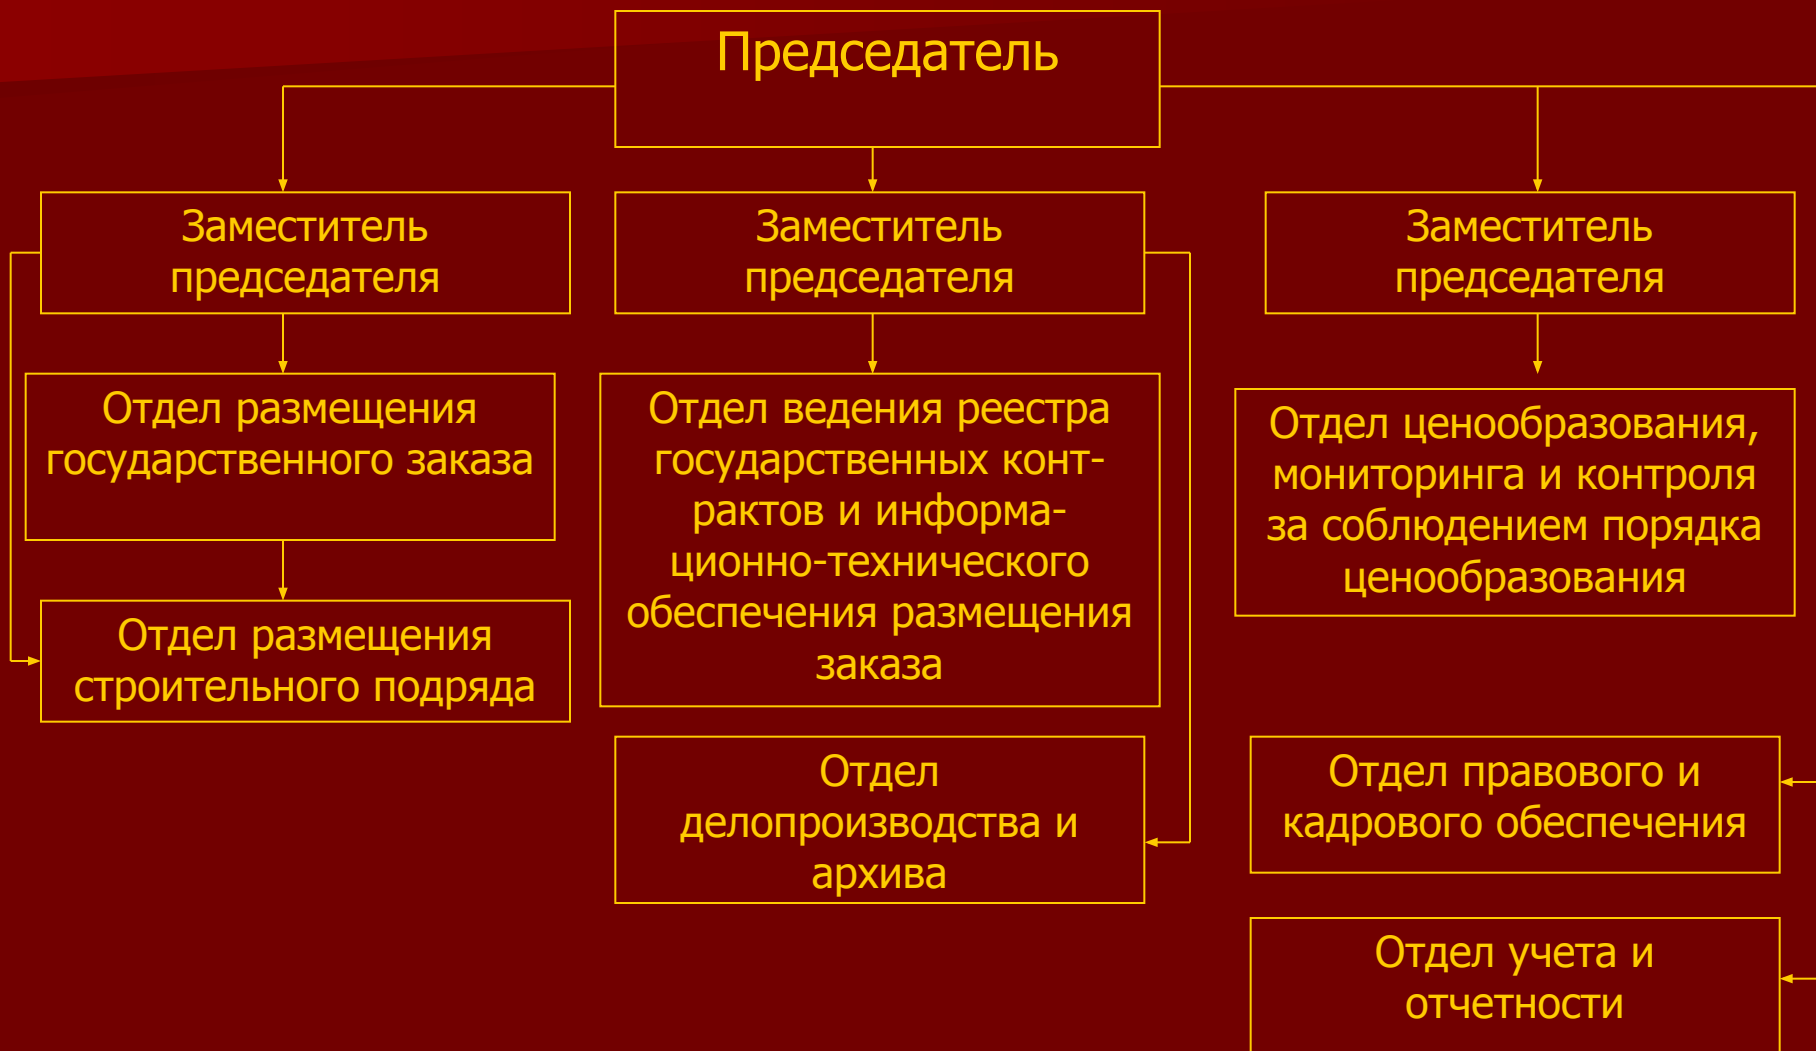 Председатель
Заместитель
председателя
Заместитель
председателя
Заместитель
председателя
Отдел размещения
государственного заказа
Отдел ведения реестра
государственных конт-
рактов и информа-
ционно-технического
обеспечения размещения
заказа
Отдел ценообразования,
мониторинга и контроля
за соблюдением порядка
ценообразования
Отдел размещения
строительного подряда
Отдел
делопроизводства и
архива
Отдел правового и
кадрового обеспечения
Отдел учета и
отчетности